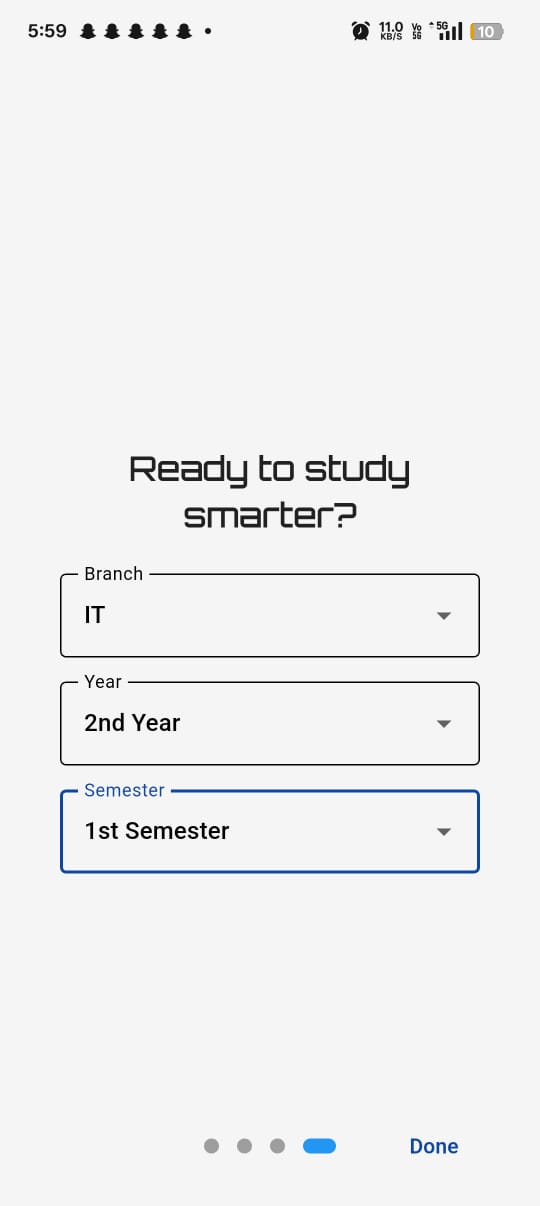 5:59
11.0
KB/S
Vo
5G
5G
10
Ready to study
smarter?
Branch
IT
Year
2nd Year
Semester
1st Semester
Done